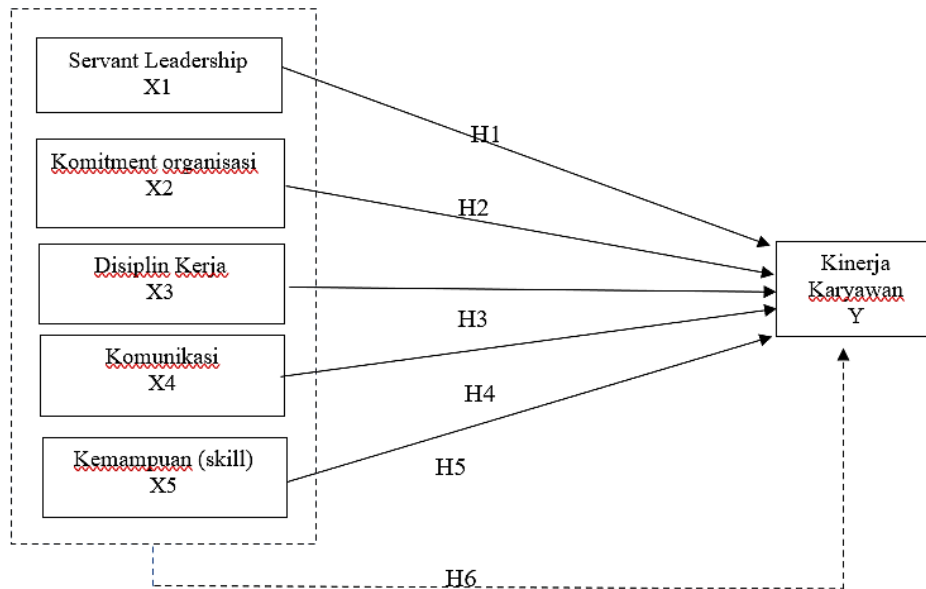 Servant Leadership
X1
Komitment organisasi
X2
Disiplin Kerja
X3
Komunikasi
X4
Kemampuan (skill)
X5
H1
H2
H3
H4
H5
H6
Kinerja
Karyawan
Y